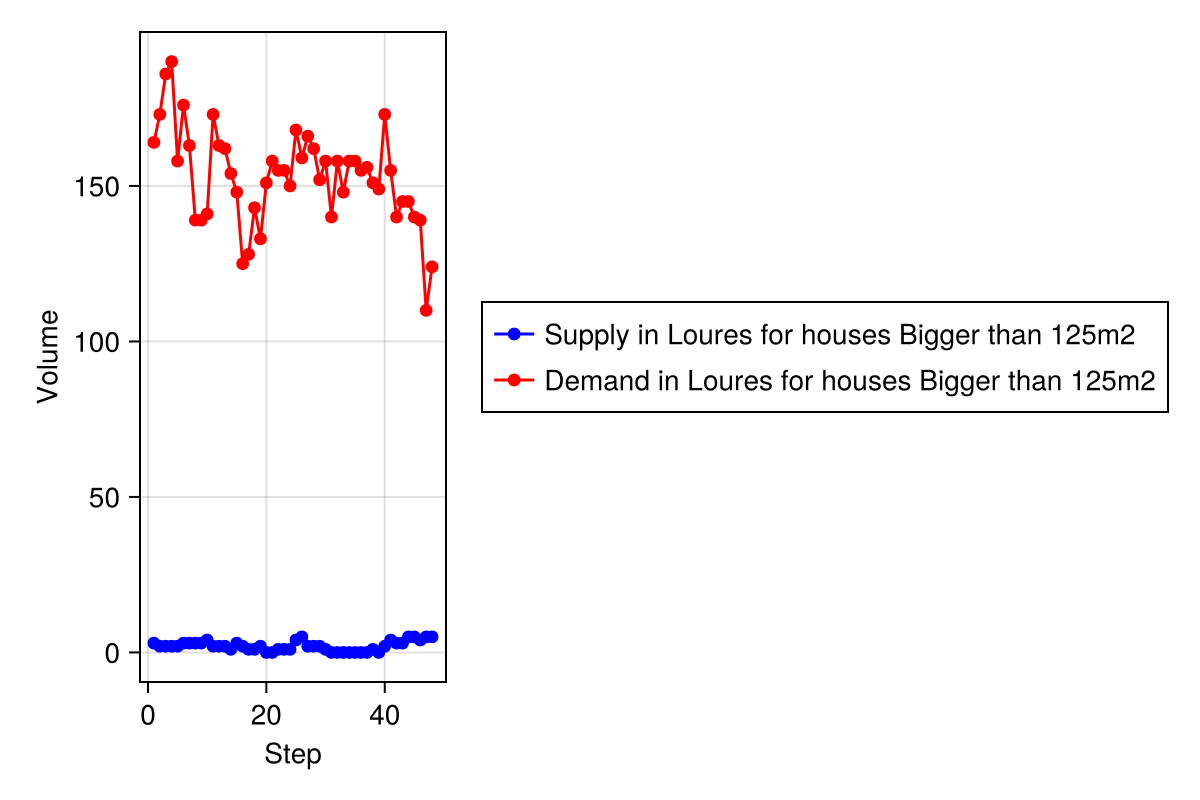 150
100
50
0
Volume
0 20 40
Step
Supply in Loures for houses Bigger than 125m2
Demand in Loures for houses Bigger than 125m2